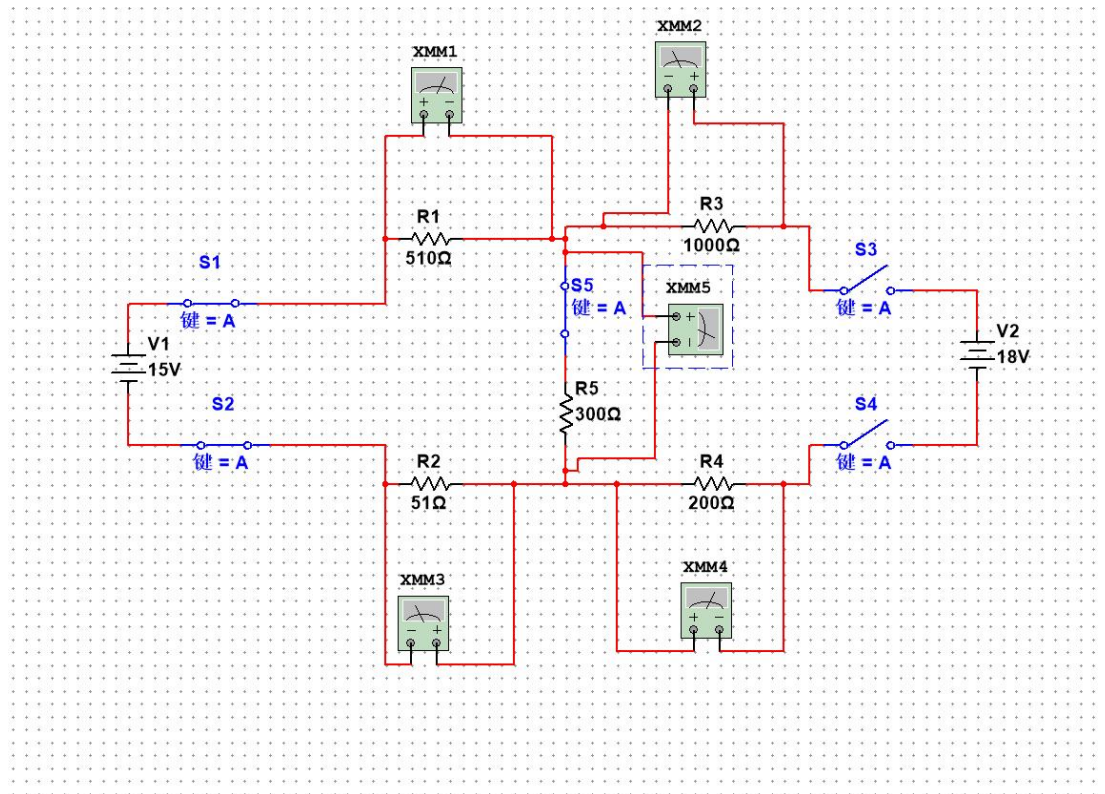 XMM2
XMM1
R3
1000Ω
R1
510Ω
S3
键 = A
S1
键 = A
S5
键 = A
XMM5
V1
15V
V2
18V
S2
键 = A
R5
300Ω
S4
键 = A
R2
51Ω
R4
200Ω
XMM3
XMM4